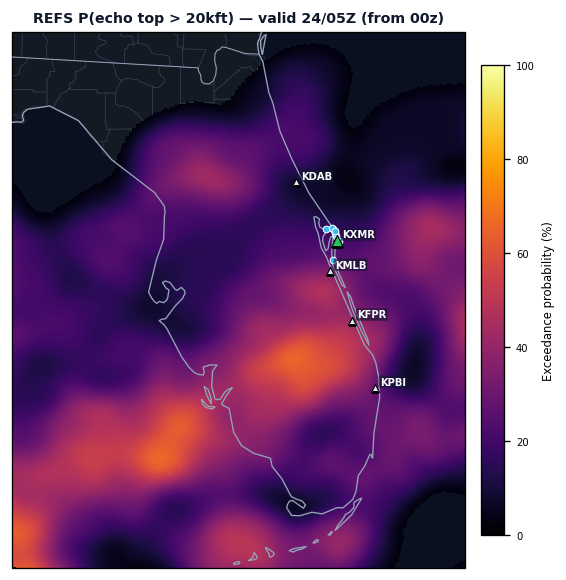 REFS P(echo top > 20kft) — valid 24/05Z (from 00z)
KDAB
KXMR
KMLB
KFPR
KPBI
100
80
60
40
20
0
Exceedance probability (%)